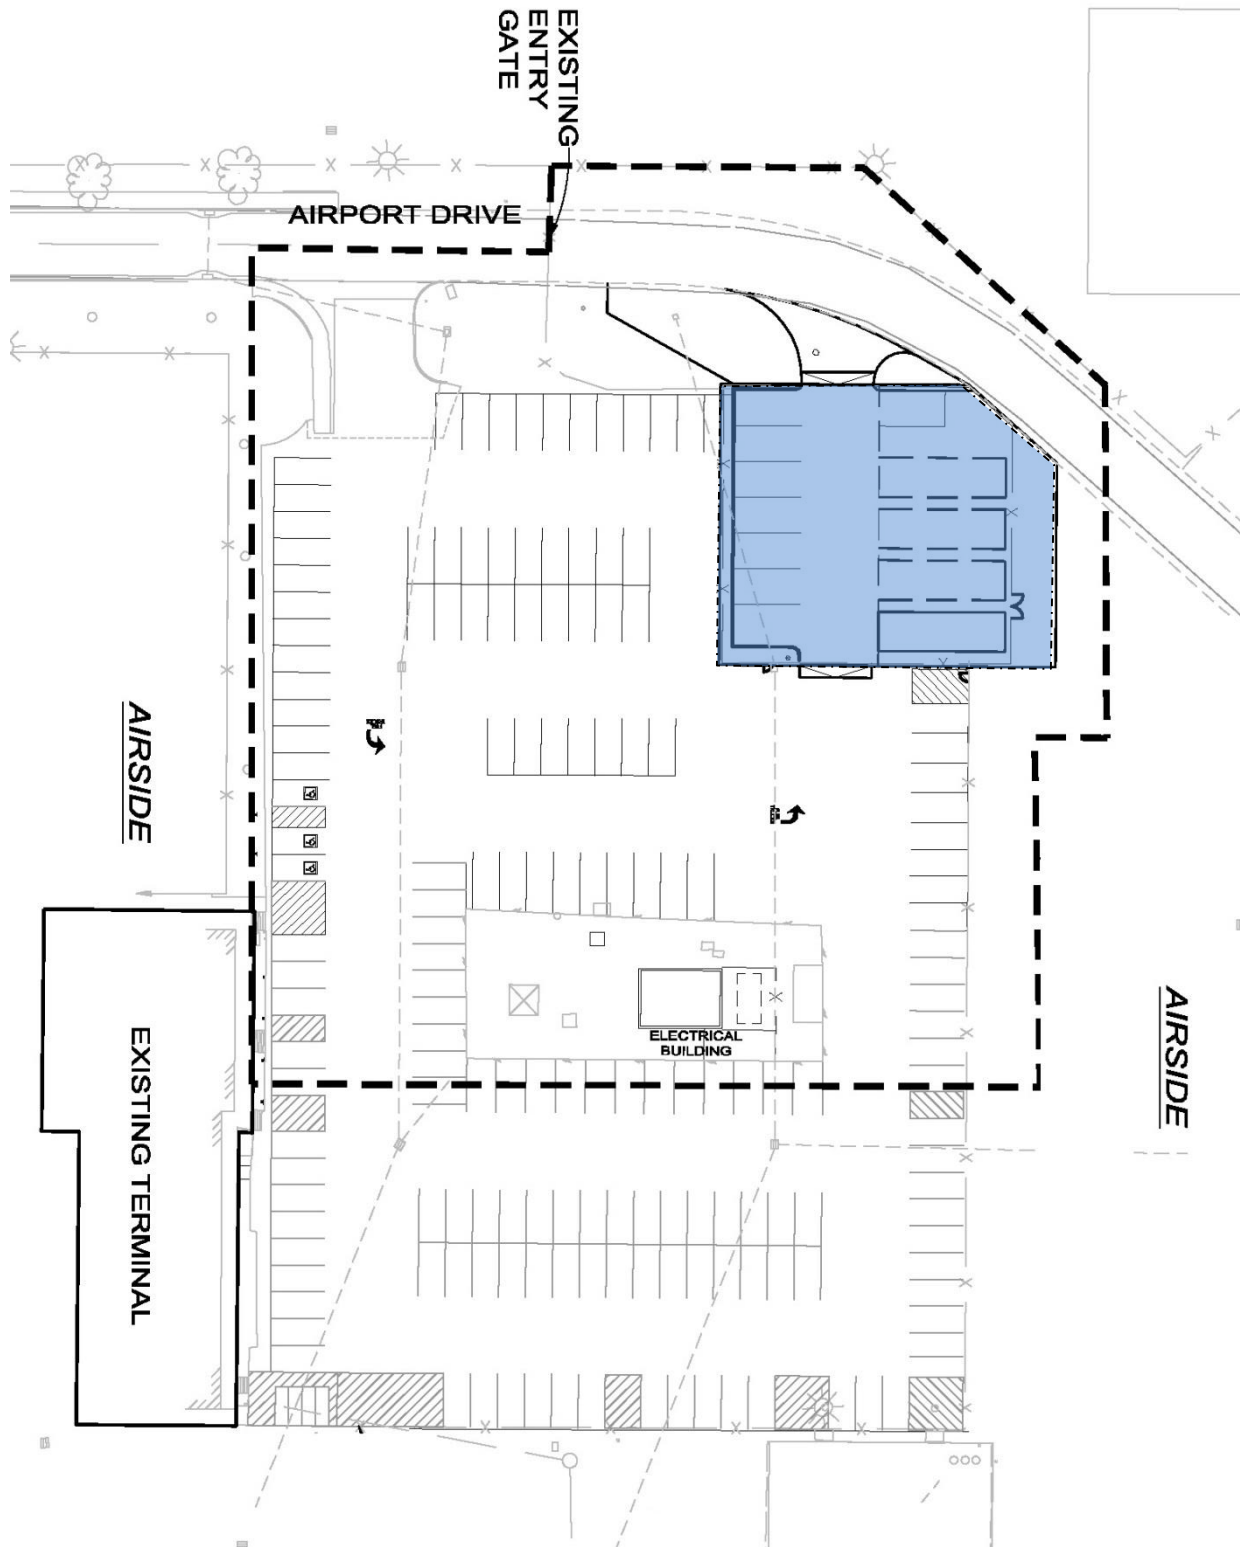 EXISTING
ENTRY
GATE
AIRPORT DRIVE
AIRSIDE
AIRSIDE
ELECTRICAL
BUILDING
EXISTING TERMINAL